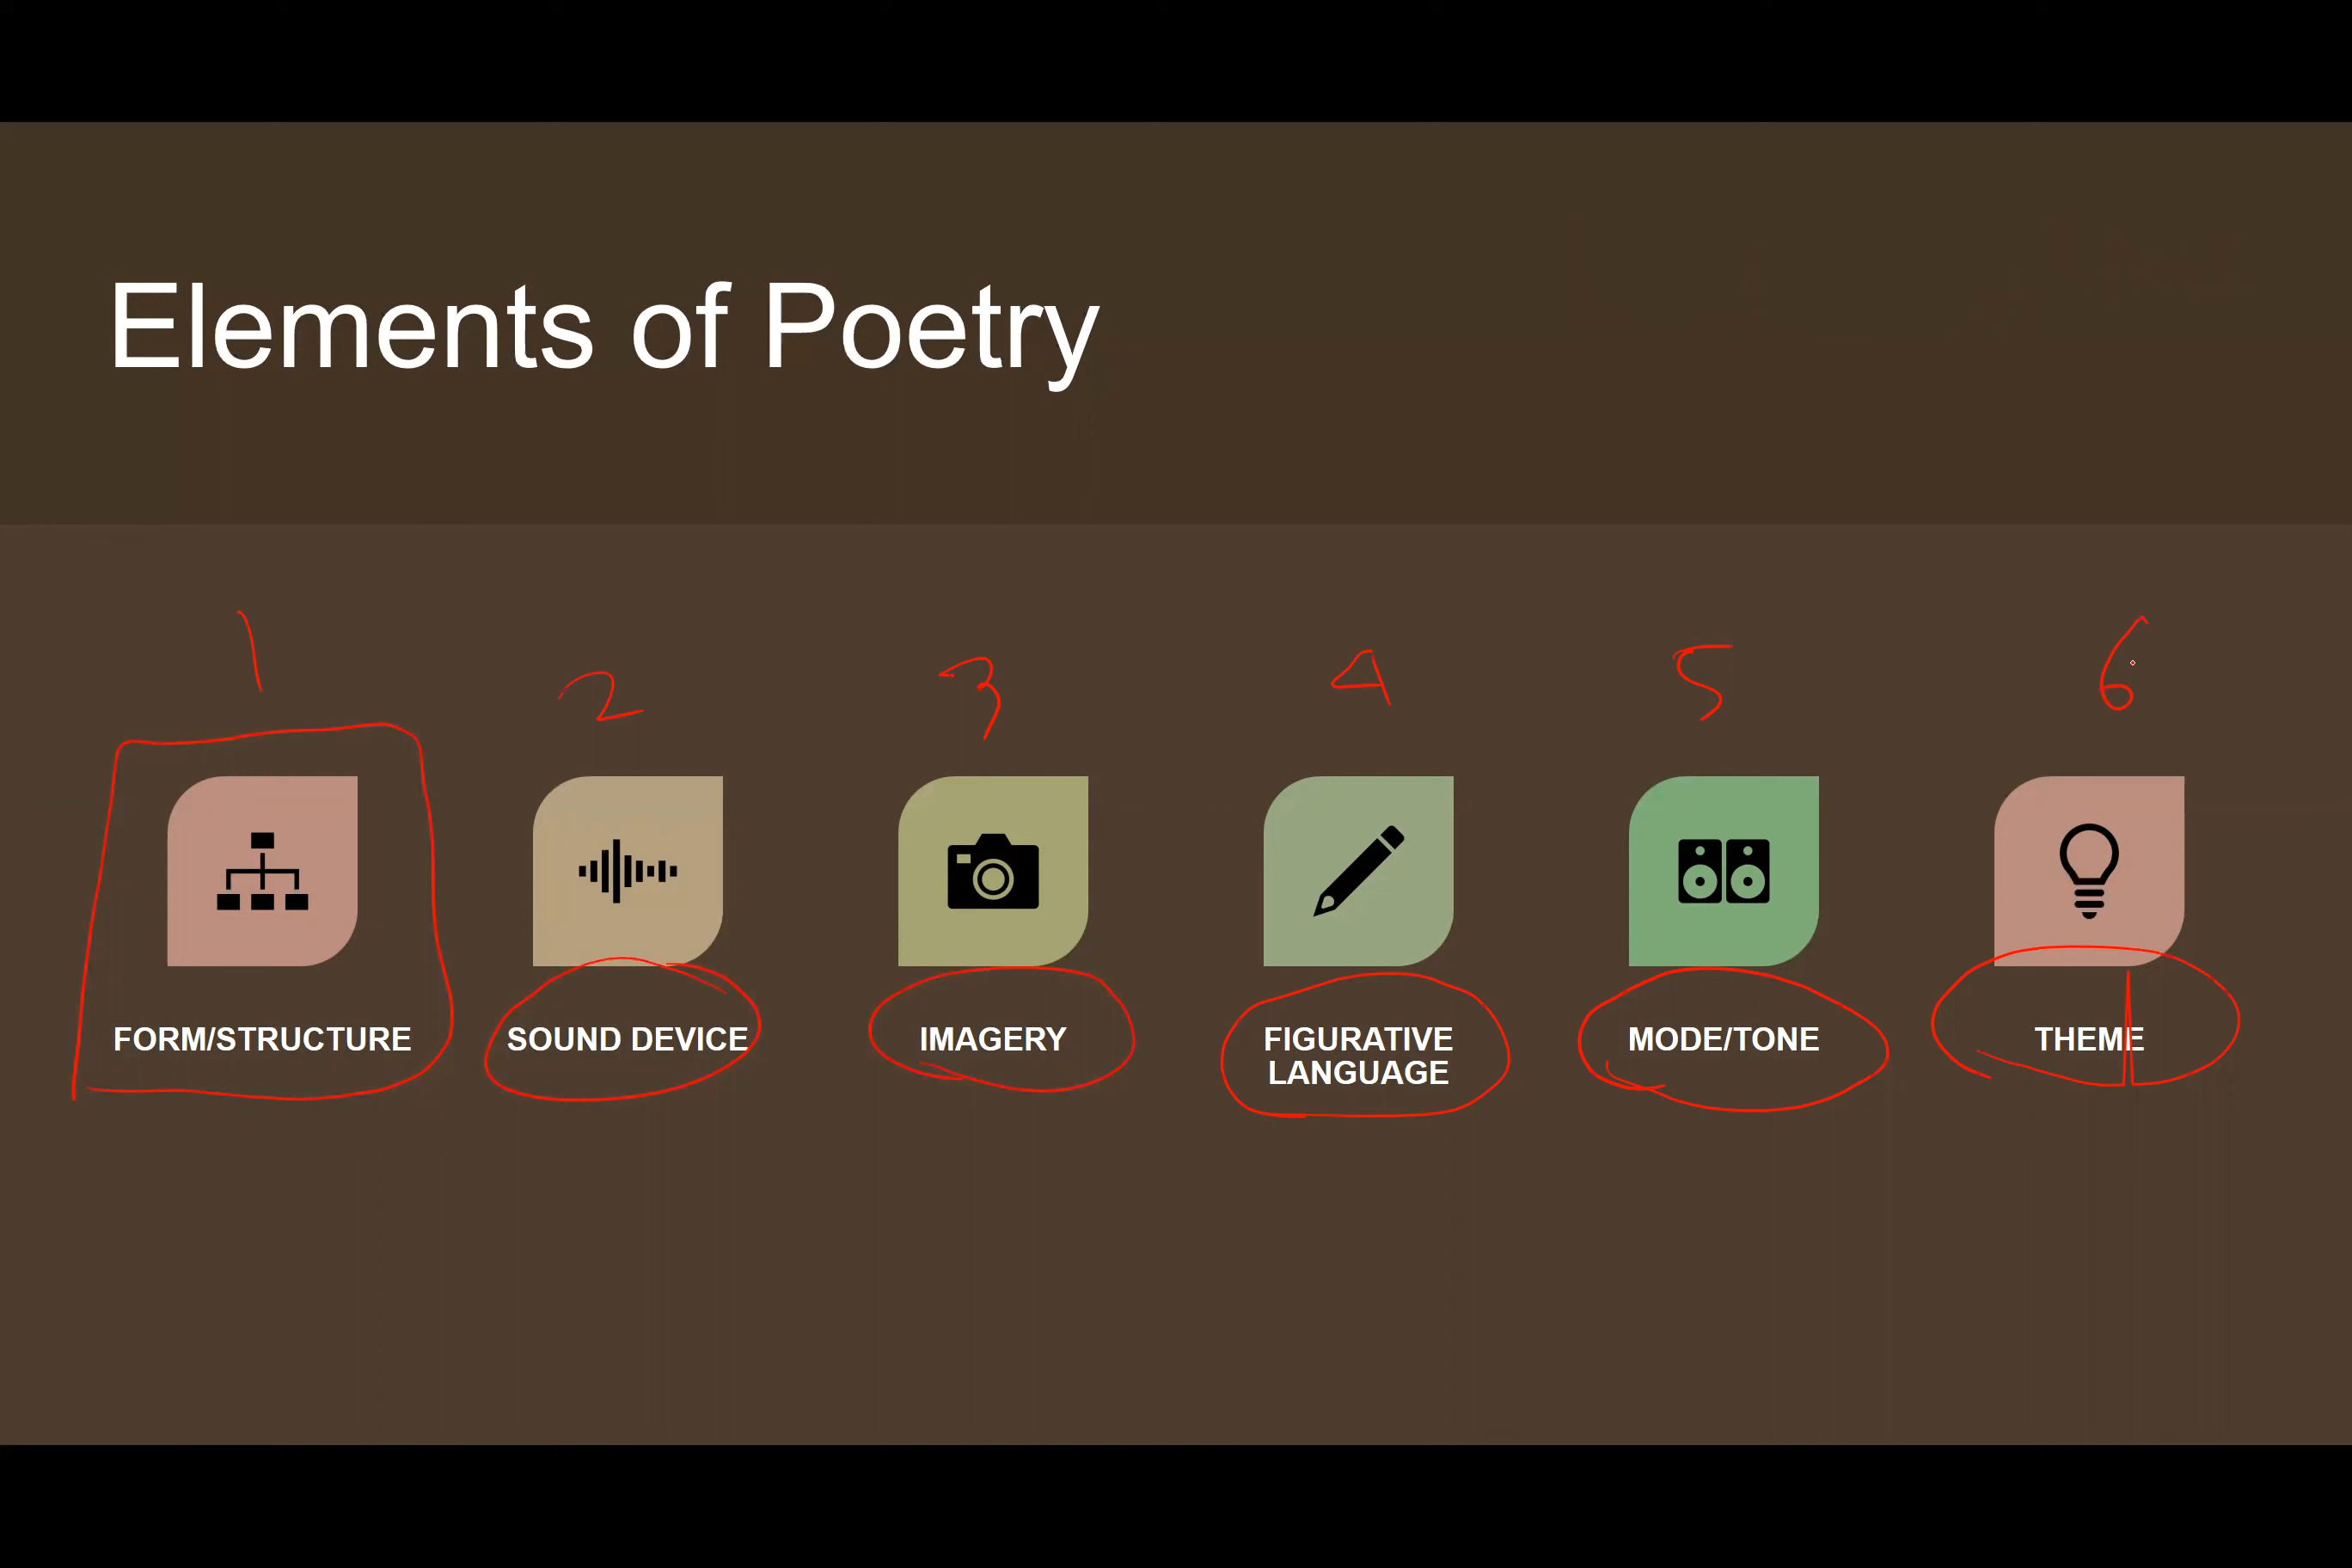 Elements of Poetry
1 2 3 4 5 6
FORM/STRUCTURE SOUND DEVICE IMAGERY FIGURATIVE LANGUAGE MODE/TONE THEME